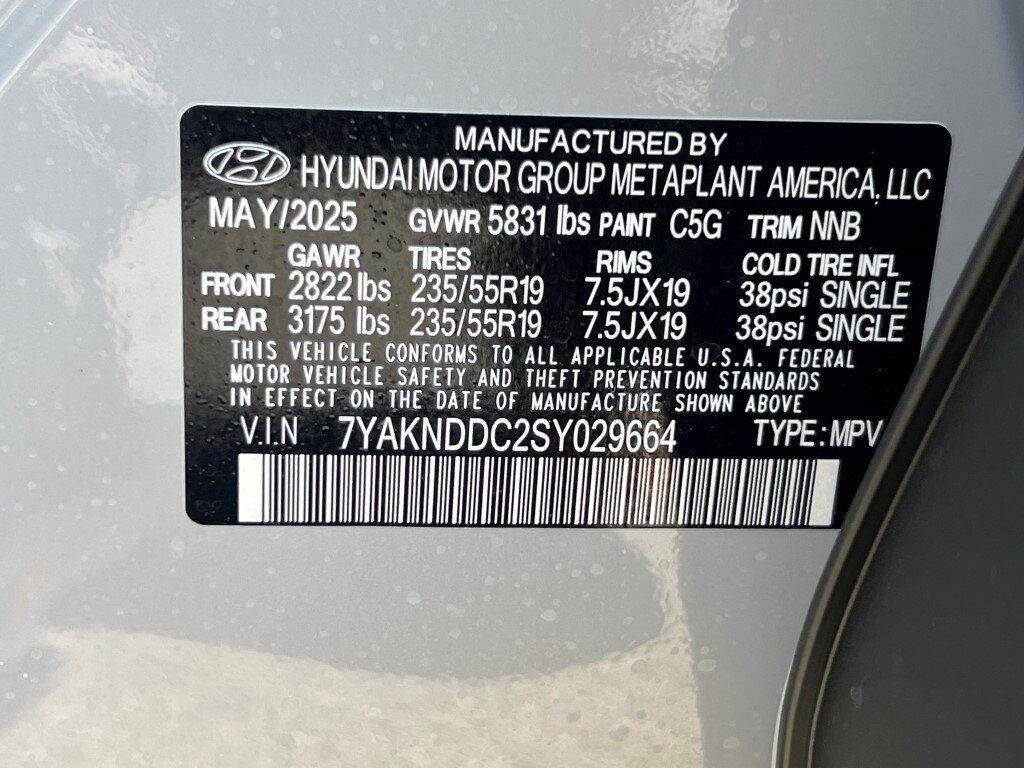 MANUFACTURED BY
HYUNDAI MOTOR GROUP METAPLANT AMERICA, LLC
MAY/2025 GVWR 5831 lbs PAINT C5G TRIM NNB
GAWR TIRES RIMS COLD TIRE INFL
FRONT 2822 lbs 235/55R19 7.5JX19 38psi SINGLE
REAR 3175 lbs 235/55R19 7.5JX19 38psi SINGLE
THIS VEHICLE CONFORMS TO ALL APPLICABLE U.S.A. FEDERAL
MOTOR VEHICLE SAFETY AND THEFT PREVENTION STANDARDS
IN EFFECT ON THE DATE OF MANUFACTURE SHOWN ABOVE
V.I.N 7YAKNDDC2SY029664 TYPE:MPV